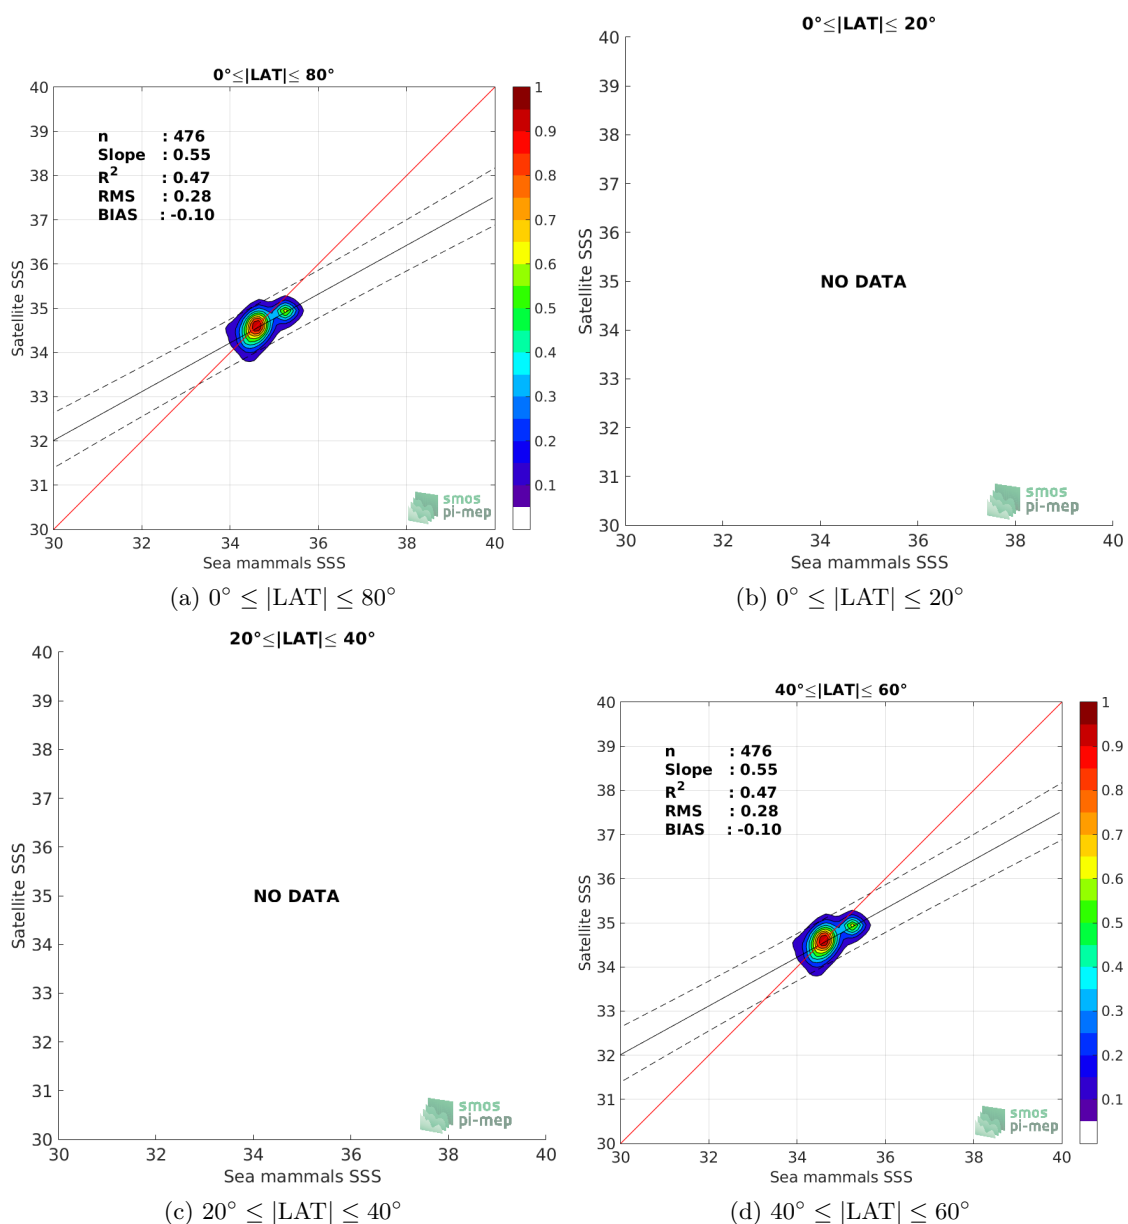 0°≤|LAT|≤ 80°
40
39
38
37
36
35
34
33
32
31
30
Satellite SSS
n : 476
Slope : 0.55
R² : 0.47
RMS : 0.28
BIAS : -0.10
smos
pi-mep
30 32 34 36 38 40
Sea mammals SSS
1
0.9
0.8
0.7
0.6
0.5
0.4
0.3
0.2
0.1
(a) 0° ≤ |LAT| ≤ 80°
0°≤|LAT|≤ 20°
40
39
38
37
36
35
34
33
32
31
30
Satellite SSS
NO DATA
smos
pi-mep
30 32 34 36 38 40
Sea mammals SSS
(b) 0° ≤ |LAT| ≤ 20°
20°≤|LAT|≤ 40°
40
39
38
37
36
35
34
33
32
31
30
Satellite SSS
NO DATA
smos
pi-mep
30 32 34 36 38 40
Sea mammals SSS
(c) 20° ≤ |LAT| ≤ 40°
40°≤|LAT|≤ 60°
40
39
38
37
36
35
34
33
32
31
30
Satellite SSS
n : 476
Slope : 0.55
R² : 0.47
RMS : 0.28
BIAS : -0.10
smos
pi-mep
30 32 34 36 38 40
Sea mammals SSS
1
0.9
0.8
0.7
0.6
0.5
0.4
0.3
0.2
0.1
(d) 40° ≤ |LAT| ≤ 60°